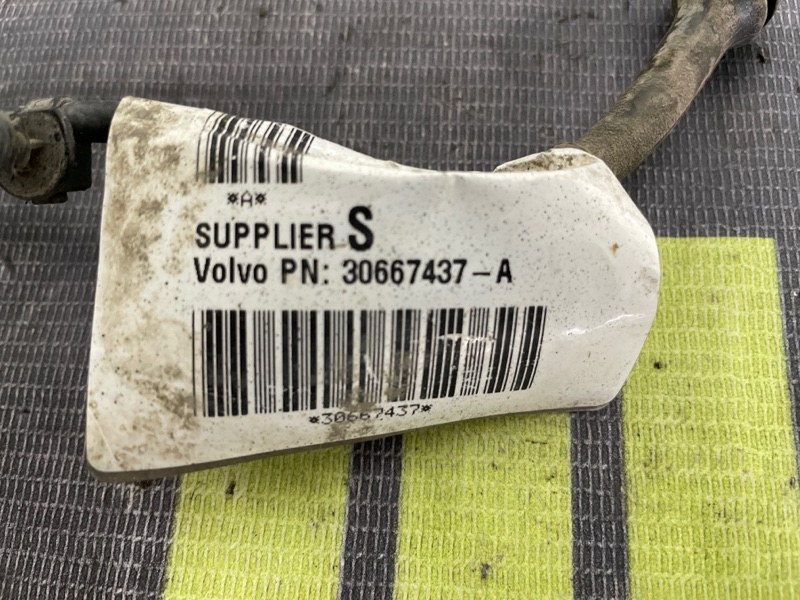 *A*
SUPPLIER S
Volvo PN: 30667437-A
*30667437*